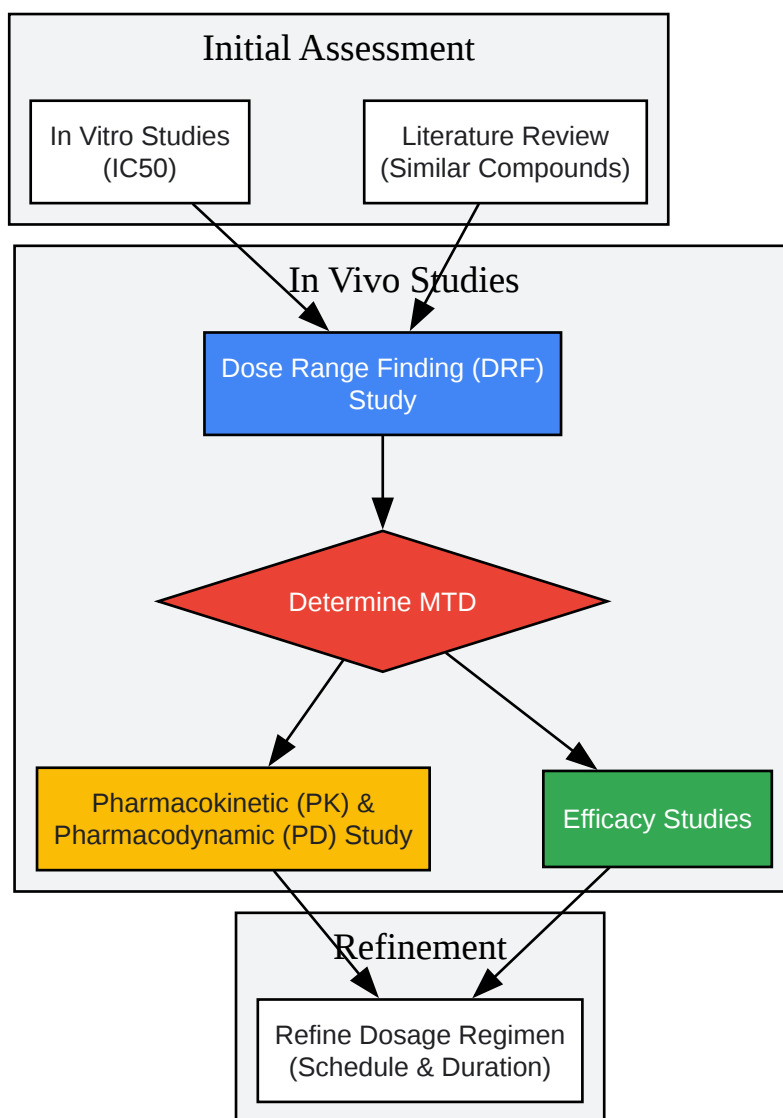 Initial Assessment
In Vitro Studies
(IC50)
Literature Review
(Similar Compounds)
In Vivo Studies
Dose Range Finding (DRF)
Study
Determine MTD
Pharmacokinetic (PK) &
Pharmacodynamic (PD) Study
Efficacy Studies
Refinement
Refine Dosage Regimen
(Schedule & Duration)